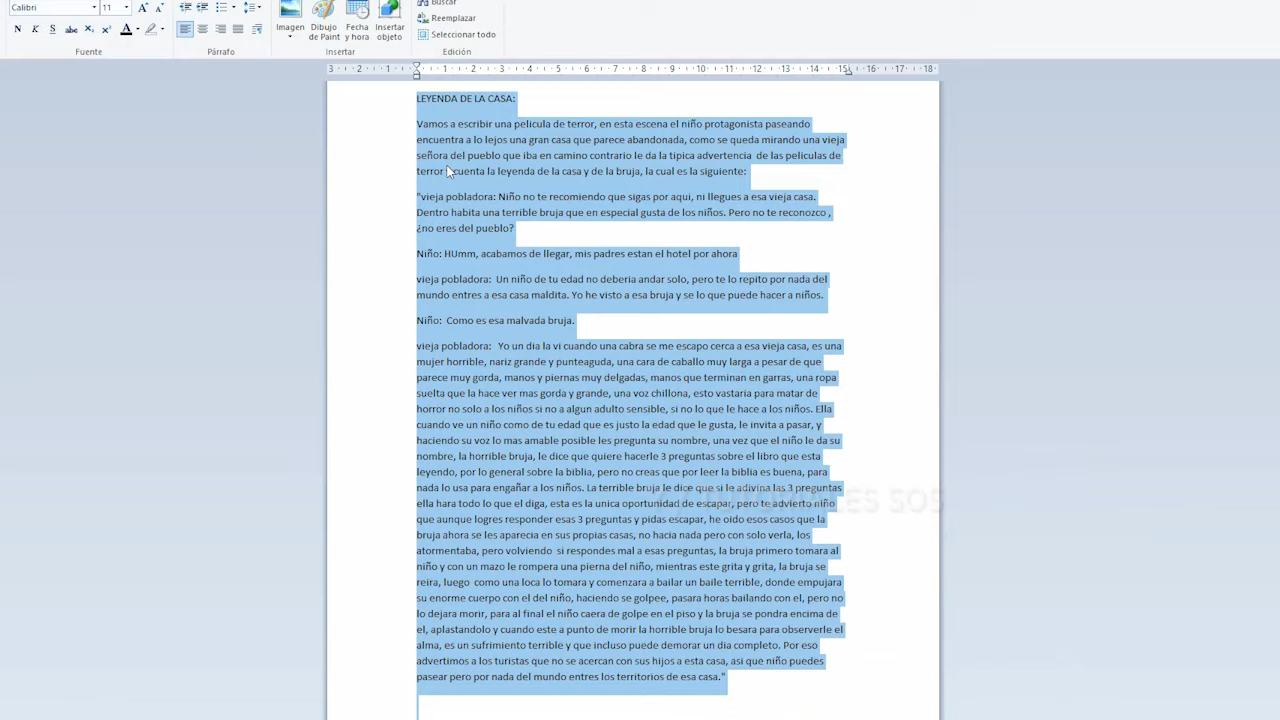 Calibri 11
Buscar
Reemplazar
Seleccionar todo
Imagen Dibujo de Paint Fecha y hora Insertar objeto
N K S abc X₂ X² A
Fuente Párrafo Insertar Edición
3 2 1 1 2 3 4 5 6 7 8 9 10 11 12 13 14 15 16 17 18
LEYENDA DE LA CASA:
Vamos a escribir una pelicula de terror, en esta escena el niño protagonista paseando
encuentra a lo lejos una gran casa que parece abandonada, como se queda mirando una vieja
señora del pueblo que iba en camino contrario le da la tipica advertencia de las peliculas de
terror cuenta la leyenda de la casa y de la bruja, la cual es la siguiente:
"vieja pobladora: Niño no te recomiendo que sigas por aqui, ni llegues a esa vieja casa.
Dentro habita una terrible bruja que en especial gusta de los niños. Pero no te reconozco ,
¿no eres del pueblo?
Niño: HUmm, acabamos de llegar, mis padres estan el hotel por ahora
vieja pobladora: Un niño de tu edad no deberia andar solo, pero te lo repito por nada del
mundo entres a esa casa maldita. Yo he visto a esa bruja y se lo que puede hacer a niños.
Niño: Como es esa malvada bruja.
vieja pobladora: Yo un dia la vi cuando una cabra se me escapo cerca a esa vieja casa, es una
mujer horrible, nariz grande y punteaguda, una cara de caballo muy larga a pesar de que
parece muy gorda, manos y piernas muy delgadas, manos que terminan en garras, una ropa
suelta que la hace ver mas gorda y grande, una voz chillona, esto vastaria para matar de
horror no solo a los niños si no a algun adulto sensible, si no lo que le hace a los niños. Ella
cuando ve un niño como de tu edad que es justo la edad que le gusta, le invita a pasar, y
haciendo su voz lo mas amable posible les pregunta su nombre, una vez que el niño le da su
nombre, la horrible bruja, le dice que quiere hacerle 3 preguntas sobre el libro que esta
leyendo, por lo general sobre la biblia, pero no creas que por leer la biblia es buena, para
nada lo usa para engañar a los niños. La terrible bruja le dice que si le adivina las 3 preguntas
ella hara todo lo que el diga, esta es la unica oportunidad de escapar, pero te advierto niño
que aunque logres responder esas 3 preguntas y pidas escapar, he oido esos casos que la
bruja ahora se les aparecia en sus propias casas, no hacia nada pero con solo verla, los
atormentaba, pero volviendo si respondes mal a esas preguntas, la bruja primero tomara al
niño y con un mazo le rompera una pierna del niño, mientras este grita y grita, la bruja se
reira, luego como una loca lo tomara y comenzara a bailar un baile terrible, donde empujara
su enorme cuerpo con el del niño, haciendo se golpee, pasara horas bailando con el, pero no
lo dejara morir, para al final el niño caera de golpe en el piso y la bruja se pondra encima de
el, aplastandolo y cuando este a punto de morir la horrible bruja lo besara para observerle el
alma, es un sufrimiento terrible y que incluso puede demorar un dia completo. Por eso
advertimos a los turistas que no se acercan con sus hijos a esta casa, asi que niño puedes
pasear pero por nada del mundo entres los territorios de esa casa."